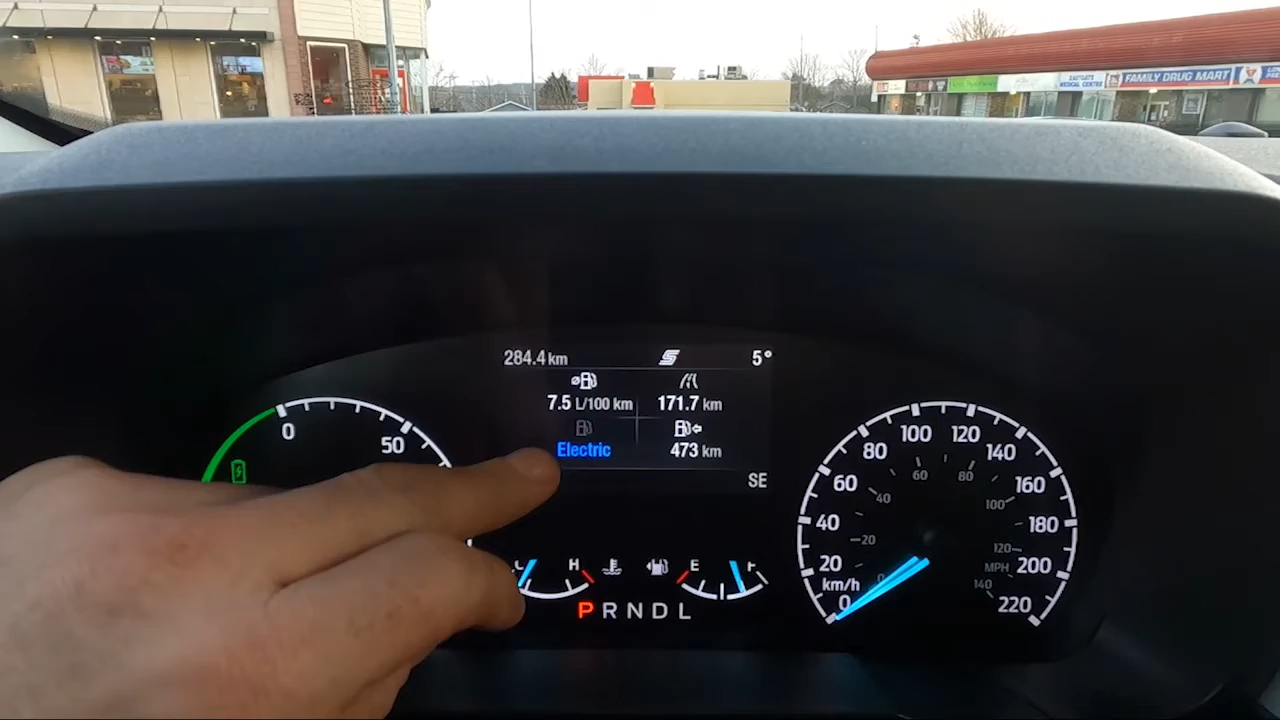 EASTGATE
MEDICAL CENTRE
FAMILY DRUG MART
284.4 km
5°
7.5 L/100 km
171.7 km
Electric
473 km
SE
0
50
L
H
E
F
P R N D L
0
20
40
60
80
100
120
140
160
180
200
220
km/h
0
20
40
60
80
100
120
140
MPH